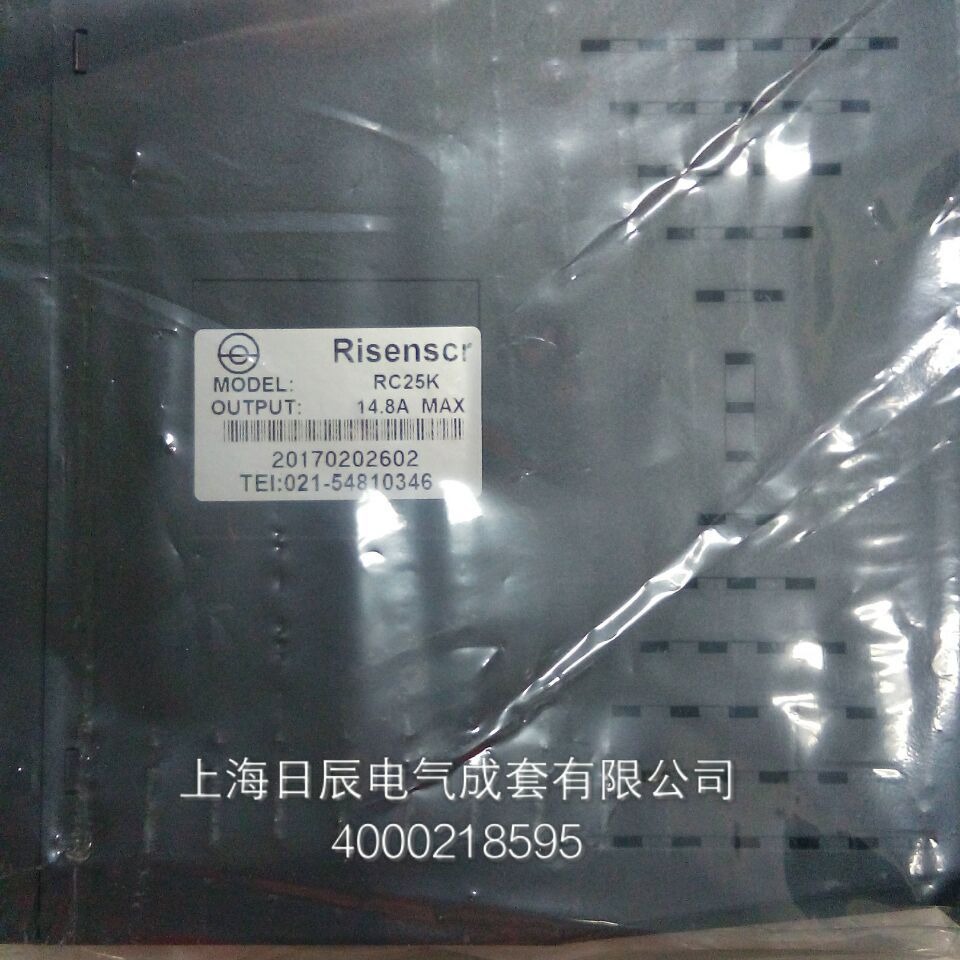 Risenscr
MODEL: RC25K
OUTPUT: 14.8A MAX
20170202602
TEl:021-54810346
上海日辰电气成套有限公司
4000218595